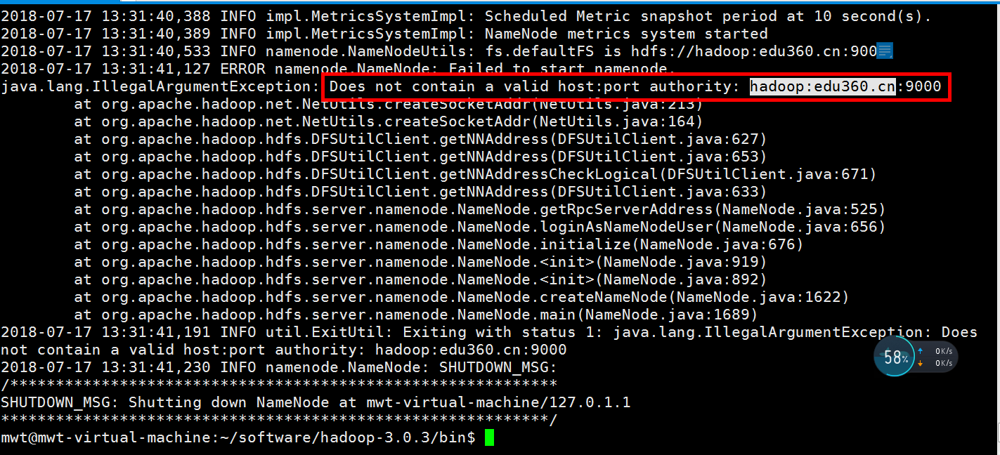 2018-07-17 13:31:40,388 INFO impl.MetricsSystemImpl: Scheduled Metric snapshot period at 10 second(s).
2018-07-17 13:31:40,389 INFO impl.MetricsSystemImpl: NameNode metrics system started
2018-07-17 13:31:40,533 INFO namenode.NameNodeUtils: fs.defaultFS is hdfs://hadoop:edu360.cn:900
2018-07-17 13:31:41,127 ERROR namenode.NameNode: Failed to start namenode.
java.lang.IllegalArgumentException: Does not contain a valid host:port authority: hadoop:edu360.cn:9000
at org.apache.hadoop.net.NetUtils.createSocketAddr(NetUtils.java:213)
at org.apache.hadoop.net.NetUtils.createSocketAddr(NetUtils.java:164)
at org.apache.hadoop.hdfs.DFSUtilClient.getNNAddress(DFSUtilClient.java:627)
at org.apache.hadoop.hdfs.DFSUtilClient.getNNAddress(DFSUtilClient.java:653)
at org.apache.hadoop.hdfs.DFSUtilClient.getNNAddressCheckLogical(DFSUtilClient.java:671)
at org.apache.hadoop.hdfs.DFSUtilClient.getNNAddress(DFSUtilClient.java:633)
at org.apache.hadoop.hdfs.server.namenode.NameNode.getRpcServerAddress(NameNode.java:525)
at org.apache.hadoop.hdfs.server.namenode.NameNode.loginAsNameNodeUser(NameNode.java:656)
at org.apache.hadoop.hdfs.server.namenode.NameNode.initialize(NameNode.java:676)
at org.apache.hadoop.hdfs.server.namenode.NameNode.<init>(NameNode.java:919)
at org.apache.hadoop.hdfs.server.namenode.NameNode.<init>(NameNode.java:892)
at org.apache.hadoop.hdfs.server.namenode.NameNode.createNameNode(NameNode.java:1622)
at org.apache.hadoop.hdfs.server.namenode.NameNode.main(NameNode.java:1689)
2018-07-17 13:31:41,191 INFO util.ExitUtil: Exiting with status 1: java.lang.IllegalArgumentException: Does
not contain a valid host:port authority: hadoop:edu360.cn:9000
58% 0K/s
0K/s
2018-07-17 13:31:41,230 INFO namenode.NameNode: SHUTDOWN_MSG:
/************************************************************
SHUTDOWN_MSG: Shutting down NameNode at mwt-virtual-machine/127.0.1.1
************************************************************/
mwt@mwt-virtual-machine:~/software/hadoop-3.0.3/bin$